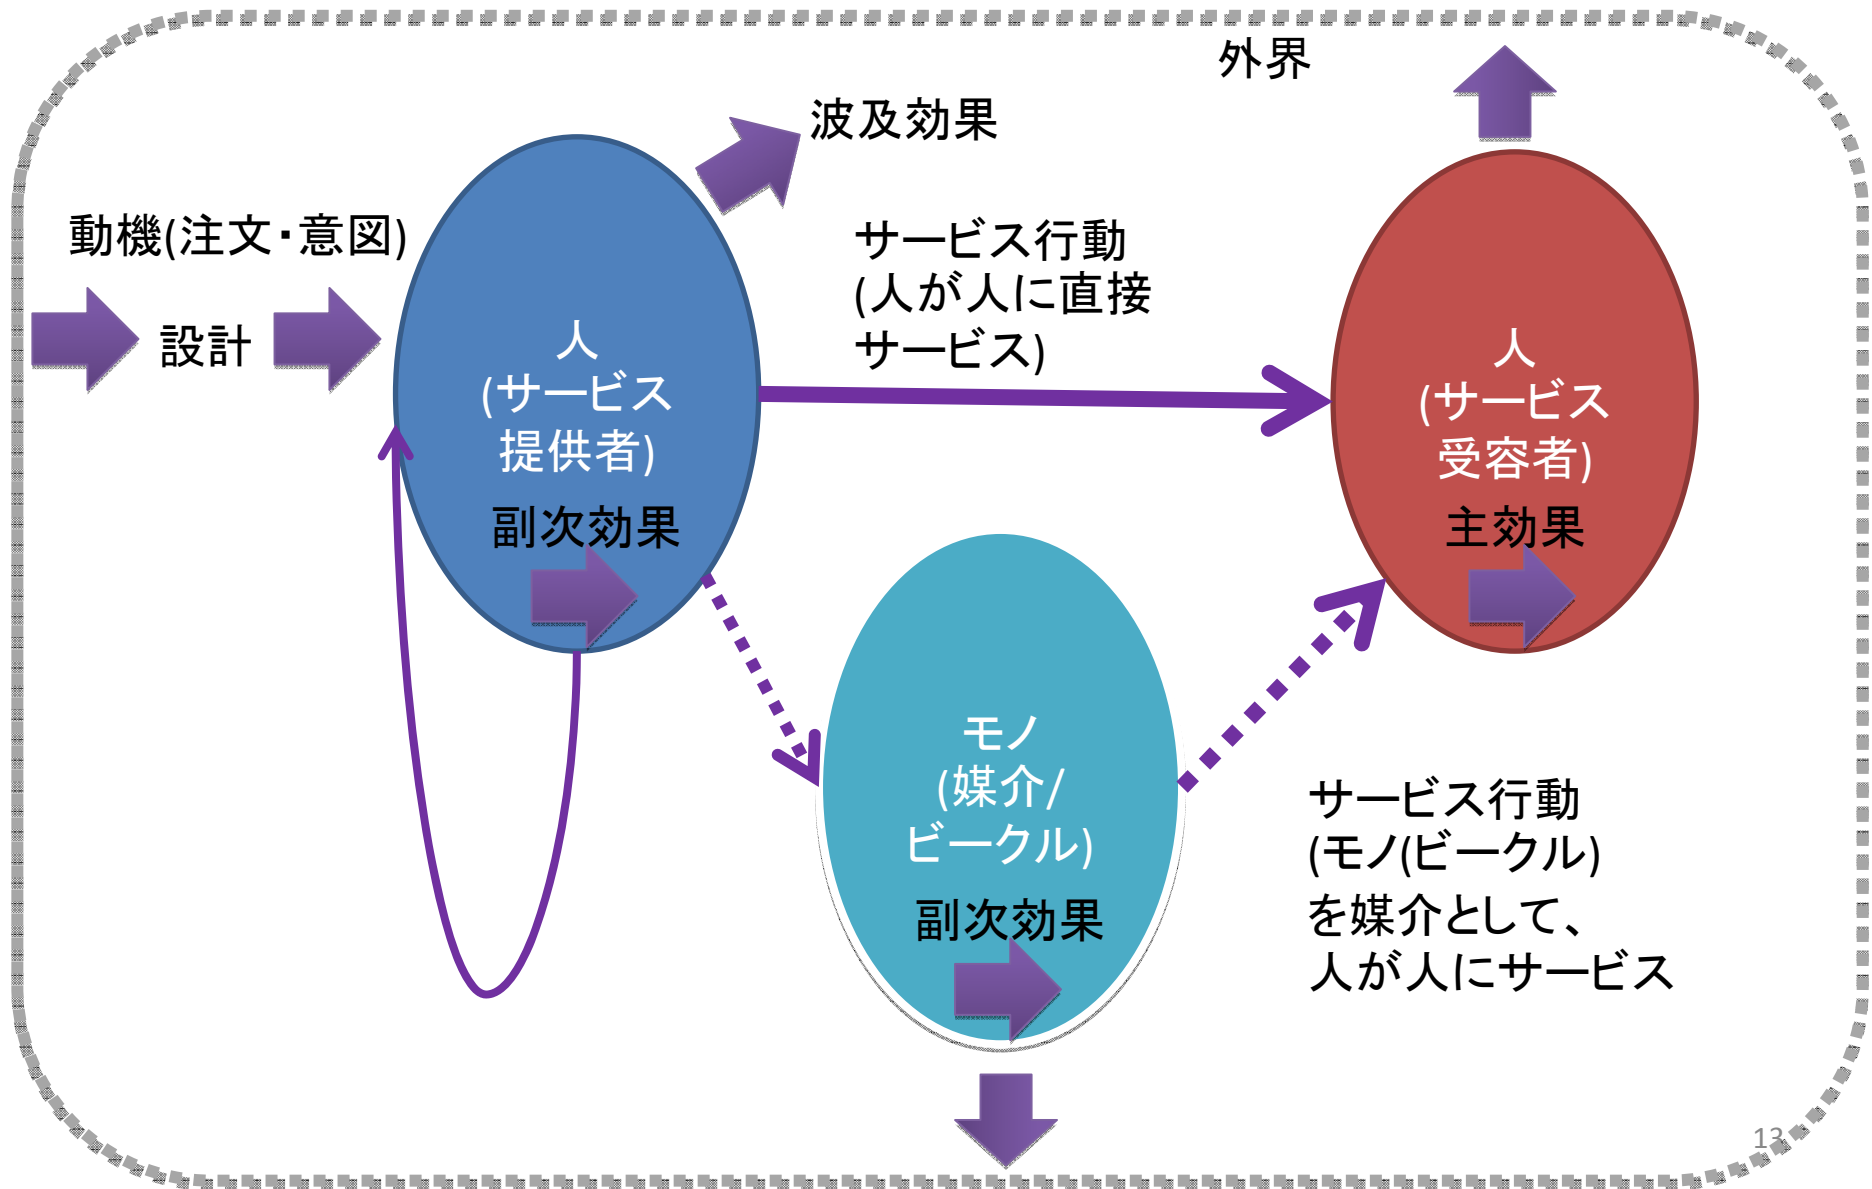 外界
波及効果
動機(注文・意図)
設計
サービス行動
(人が人に直接
サービス)
人
(サービス
提供者)
副次効果
人
(サービス
受容者)
主効果
モノ
(媒介/
ビークル)
副次効果
サービス行動
(モノ(ビークル)
を媒介として、
人が人にサービス
13